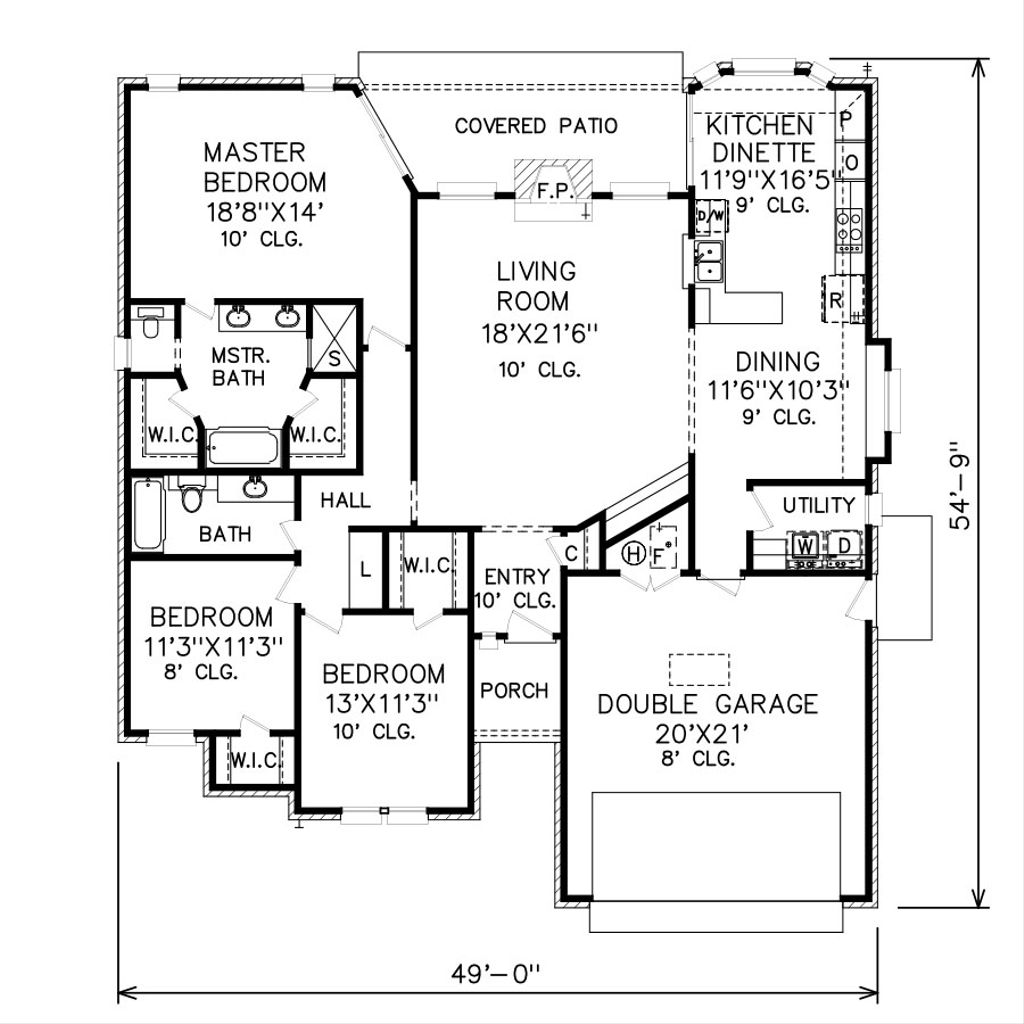 COVERED PATIO
KITCHEN
DINETTE
11'9"X16'5"
9' CLG.
P
O
MASTER
BEDROOM
18'8"X14'
10' CLG.
F.P.
D/W
R
LIVING
ROOM
18'X21'6"
10' CLG.
MSTR.
BATH
S
W.I.C.
W.I.C.
DINING
11'6"X10'3"
9' CLG.
54'-9"
HALL
BATH
UTILITY
W
D
L
W.I.C.
C
H
F
ENTRY
10' CLG.
BEDROOM
11'3"X11'3"
8' CLG.
BEDROOM
13'X11'3"
10' CLG.
PORCH
DOUBLE GARAGE
20'X21'
8' CLG.
W.I.C.
49'-0"